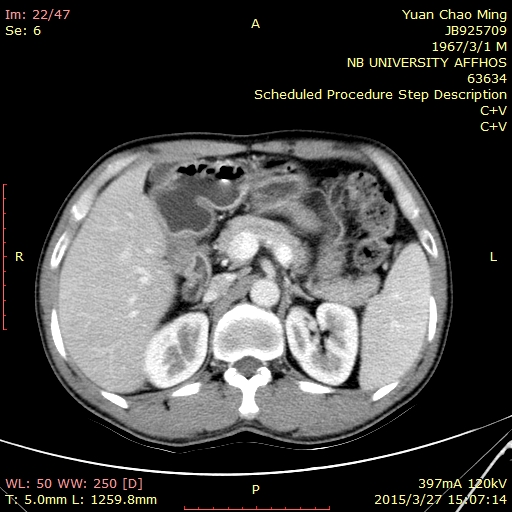 Im: 22/47
Se: 6
A
Yuan Chao Ming
JB925709
1967/3/1 M
NB UNIVERSITY AFFHOS
63634
Scheduled Procedure Step Description
C+V
C+V
R
L
WL: 50 WW: 250 [D]
T: 5.0mm L: 1259.8mm
P
397mA 120kV
2015/3/27 15:07:14